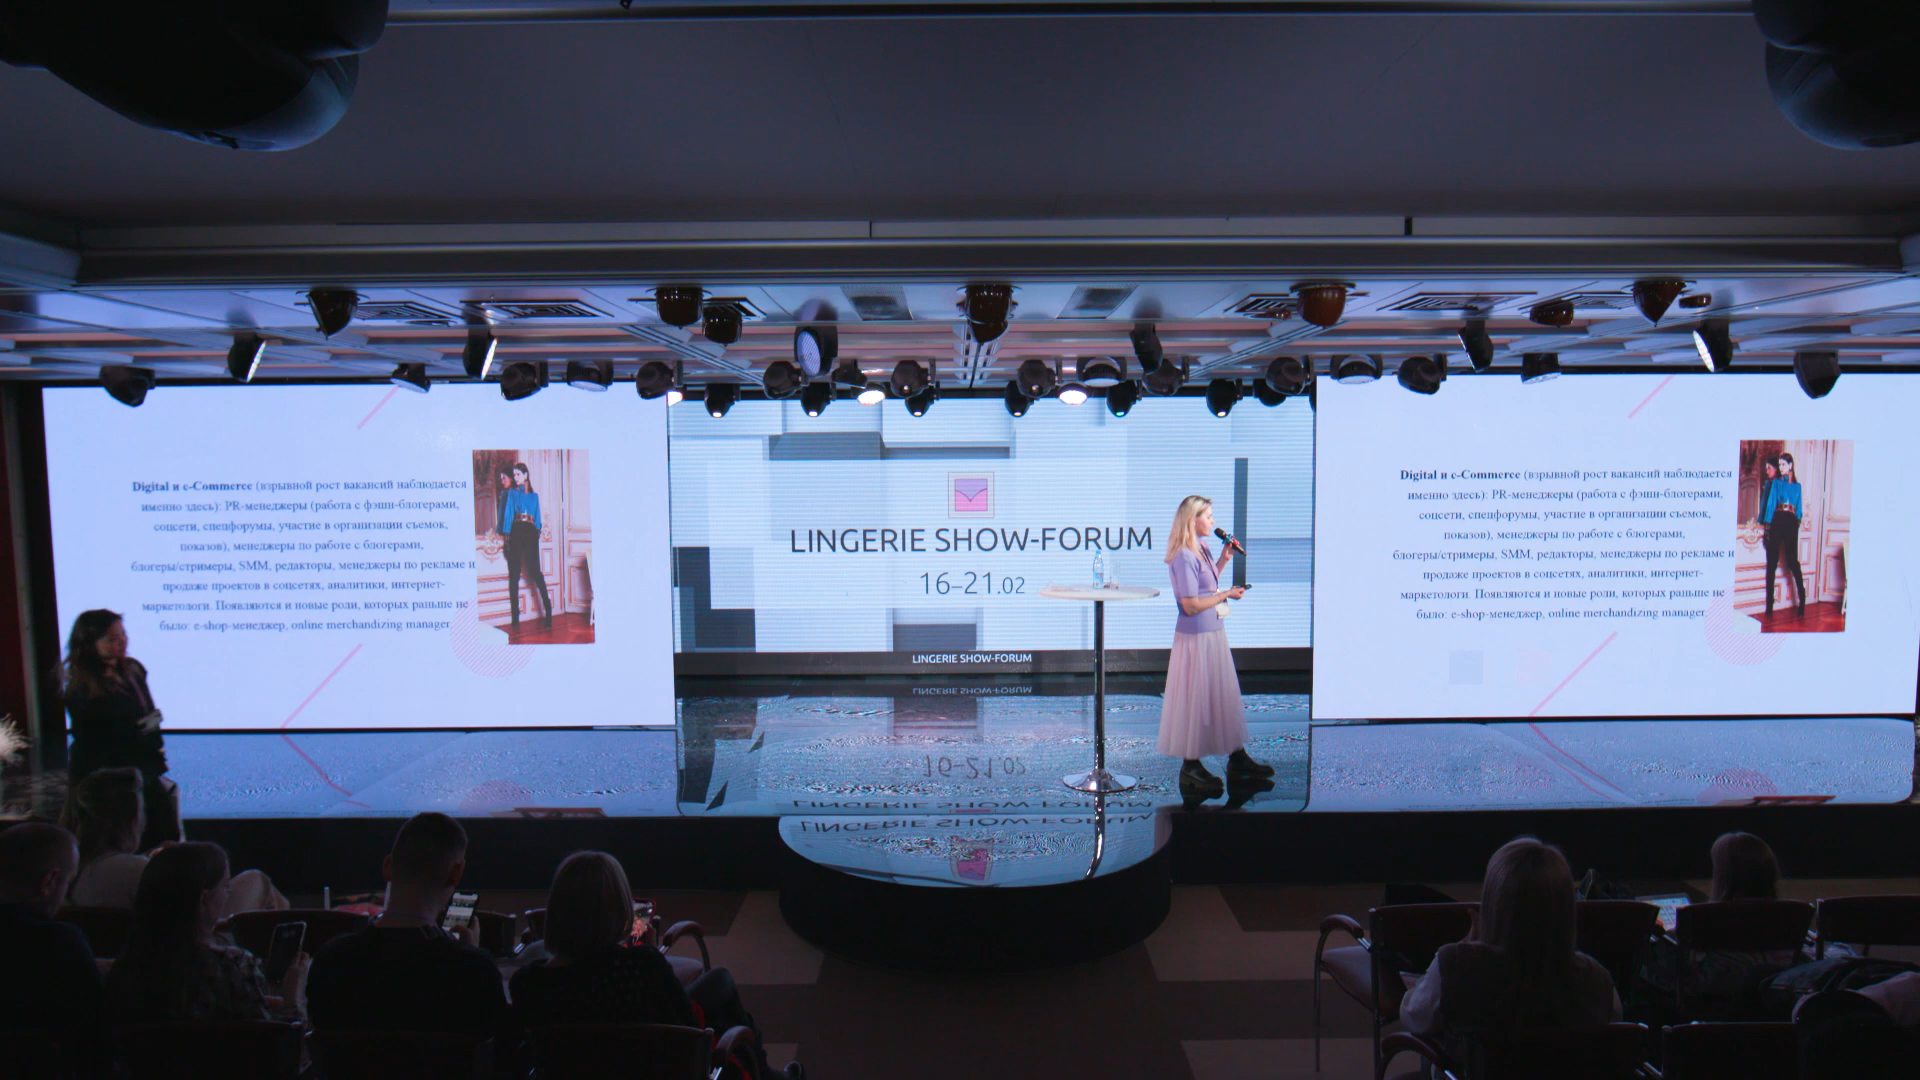 Digital и e-Commerce (взрывной рост вакансий наблюдается
именно здесь): PR-менеджеры (работа с фэшн-блогерами,
соцсети, спецфорумы, участие в организации съемок,
показов), менеджеры по работе с блогерами,
блогеры/стримеры, SMM, редакторы, менеджеры по рекламе и
продаже проектов в соцсетях, аналитики, интернет-
маркетологи. Появляются и новые роли, которых раньше не
было: e-shop-менеджер, online merchandizing manager.
LINGERIE SHOW-FORUM
16–21.02
LINGERIE SHOW-FORUM
Digital и e-Commerce (взрывной рост вакансий наблюдается
именно здесь): PR-менеджеры (работа с фэшн-блогерами,
соцсети, спецфорумы, участие в организации съемок,
показов), менеджеры по работе с блогерами,
блогеры/стримеры, SMM, редакторы, менеджеры по рекламе и
продаже проектов в соцсетях, аналитики, интернет-
маркетологи. Появляются и новые роли, которых раньше не
было: e-shop-менеджер, online merchandizing manager.